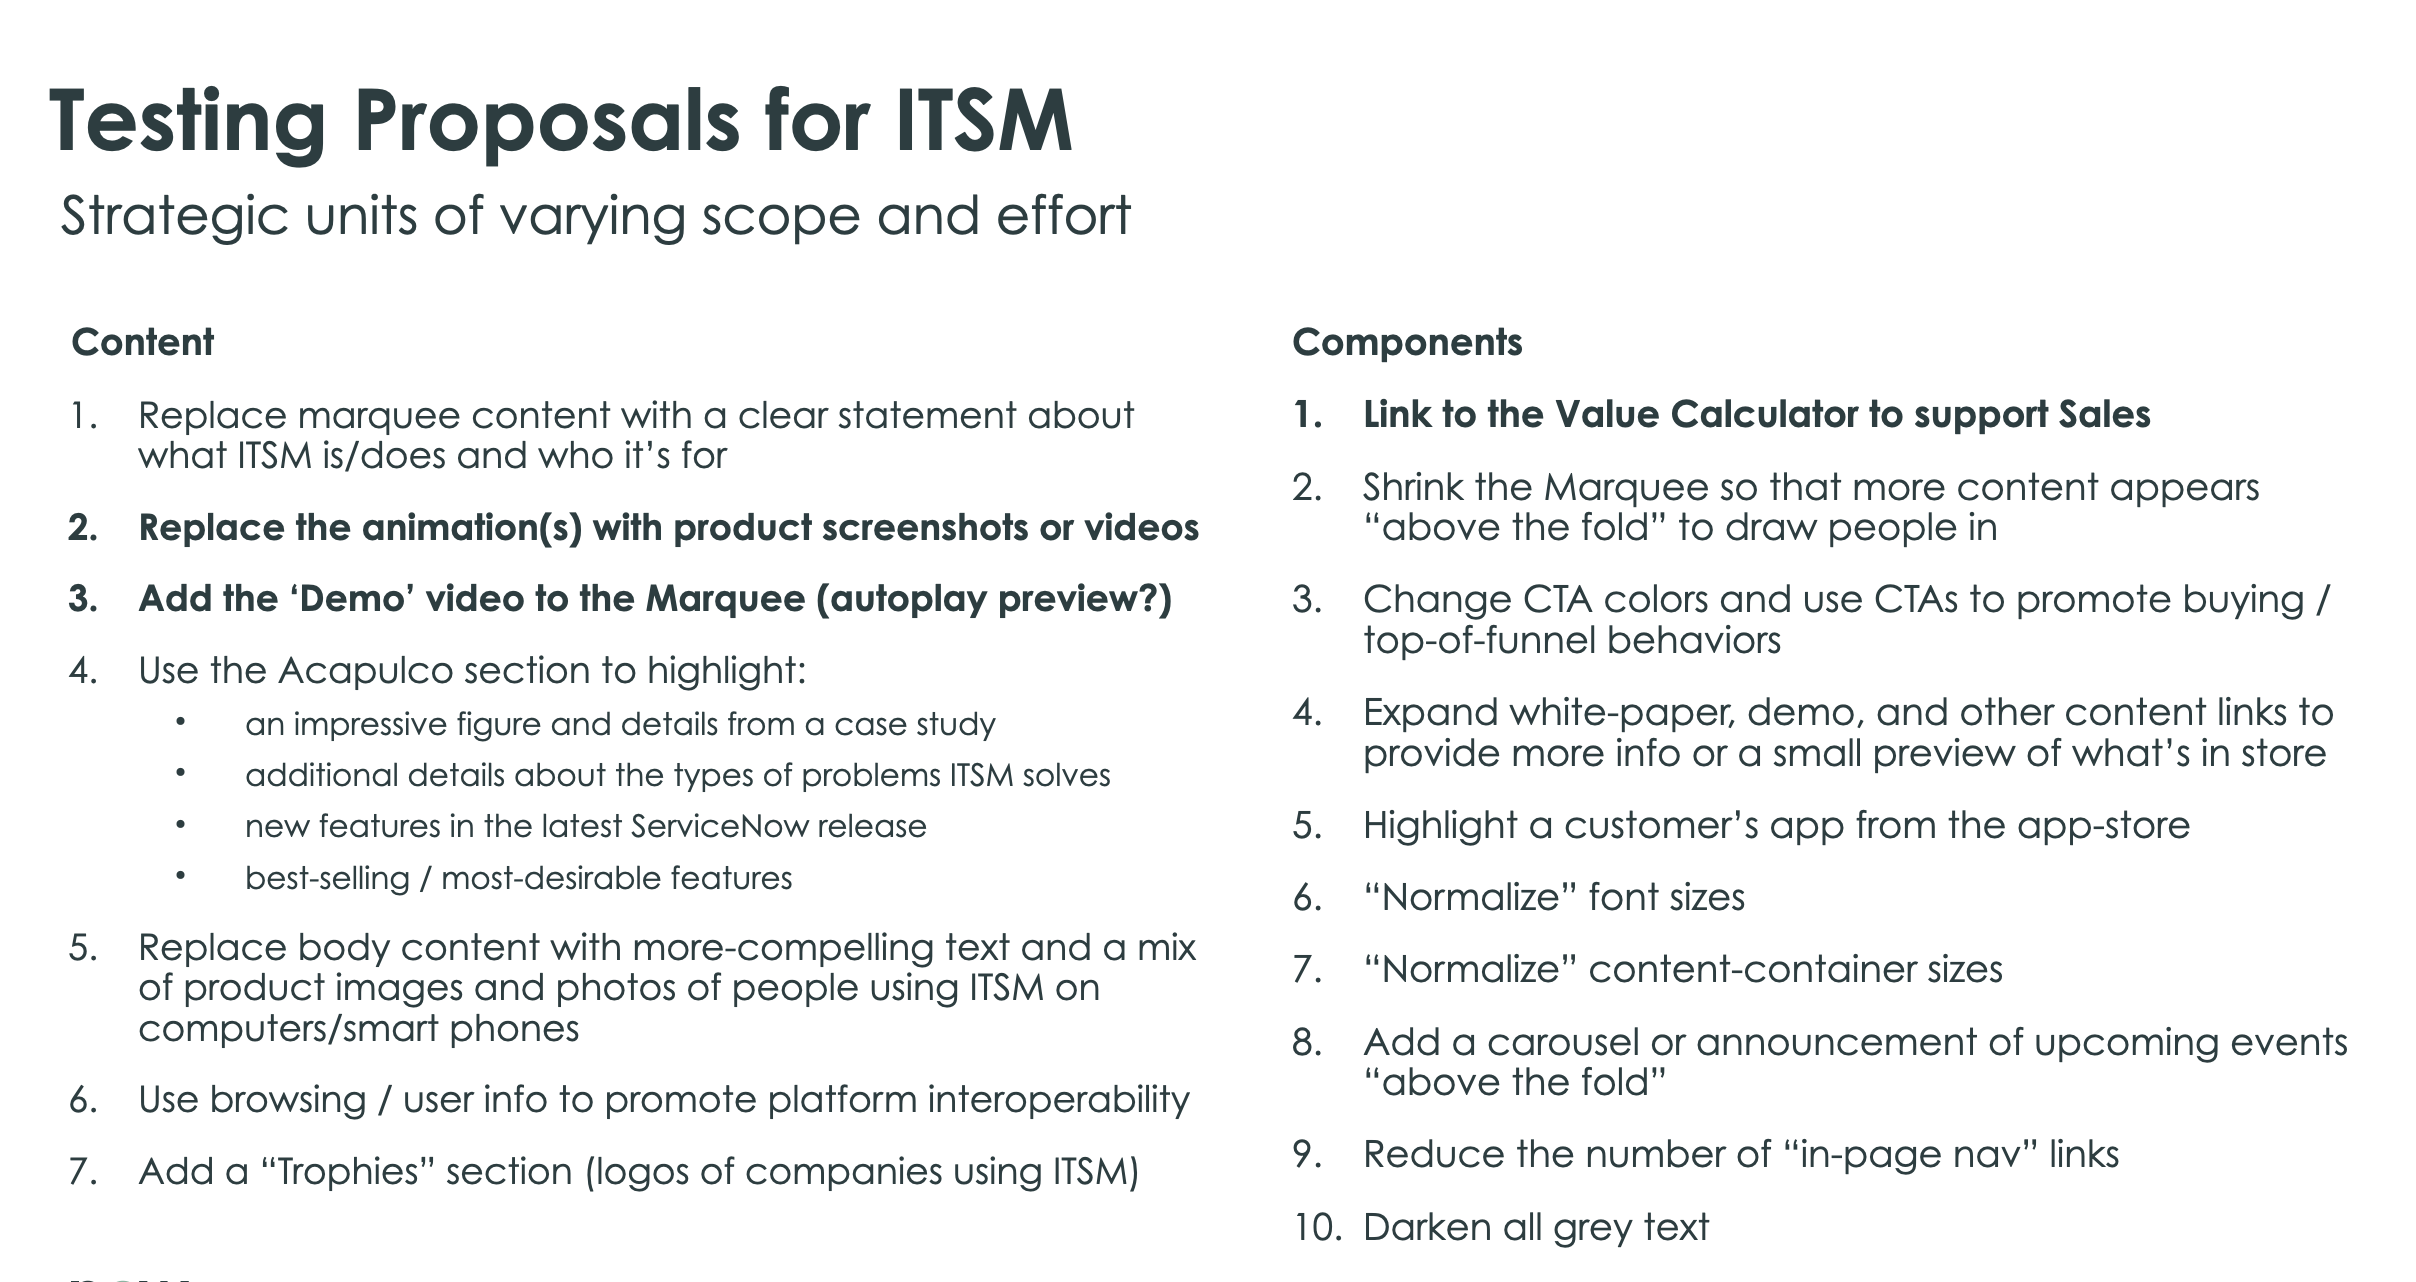 Testing Proposals for ITSM
Strategic units of varying scope and effort
Content
1. Replace marquee content with a clear statement about
what ITSM is/does and who it’s for
2. Replace the animation(s) with product screenshots or videos
3. Add the ‘Demo’ video to the Marquee (autoplay preview?)
4. Use the Acapulco section to highlight:
• an impressive figure and details from a case study
• additional details about the types of problems ITSM solves
• new features in the latest ServiceNow release
• best-selling / most-desirable features
5. Replace body content with more-compelling text and a mix
of product images and photos of people using ITSM on
computers/smart phones
6. Use browsing / user info to promote platform interoperability
7. Add a “Trophies” section (logos of companies using ITSM)
Components
1. Link to the Value Calculator to support Sales
2. Shrink the Marquee so that more content appears
“above the fold” to draw people in
3. Change CTA colors and use CTAs to promote buying /
top-of-funnel behaviors
4. Expand white-paper, demo, and other content links to
provide more info or a small preview of what’s in store
5. Highlight a customer’s app from the app-store
6. “Normalize” font sizes
7. “Normalize” content-container sizes
8. Add a carousel or announcement of upcoming events
“above the fold”
9. Reduce the number of “in-page nav” links
10. Darken all grey text